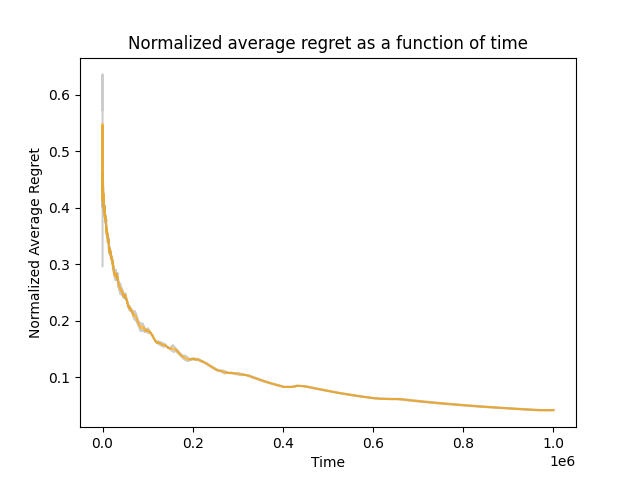 Normalized average regret as a function of time
Normalized Average Regret
0.6
0.5
0.4
0.3
0.2
0.1
0.0 0.2 0.4 0.6 0.8 1.0
Time
1e6